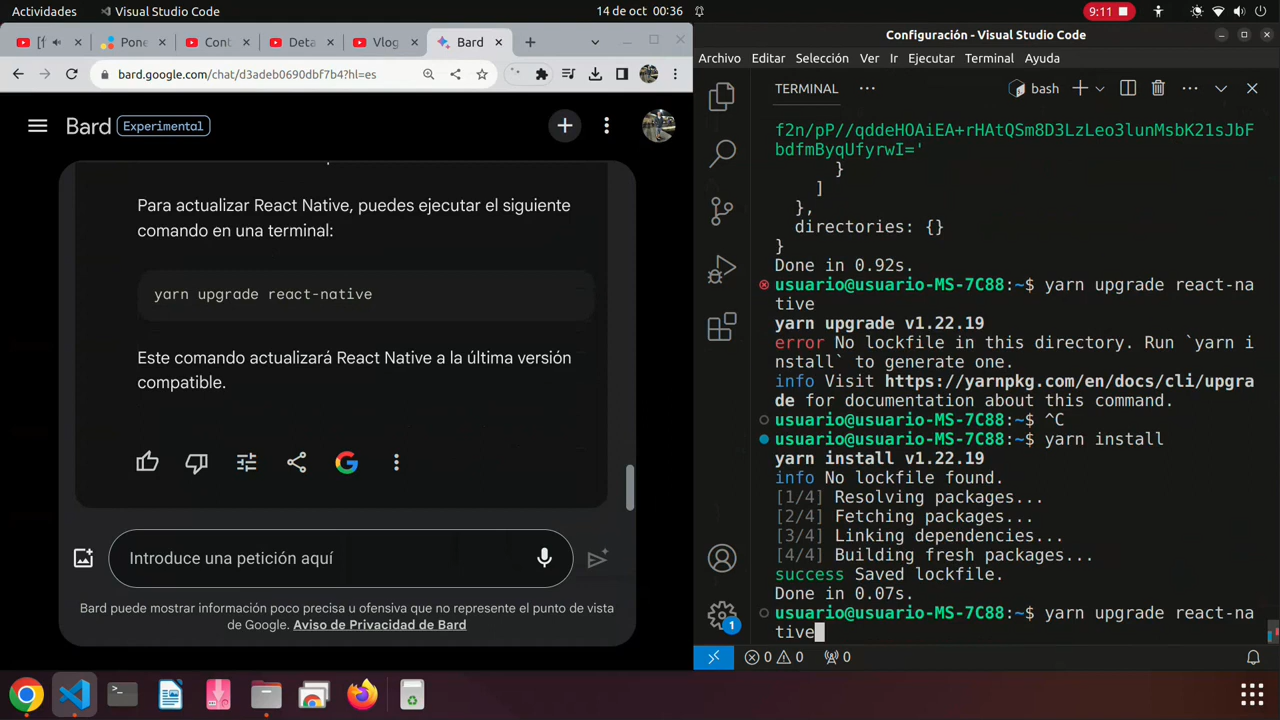 Actividades
Visual Studio Code
14 de oct 00:36
9:11
[f
Pone
Cont
Deta
Vlog
Bard
bard.google.com/chat/d3adeb0690dbf7b4?hl=es
Bard
Experimental
Para actualizar React Native, puedes ejecutar el siguiente
comando en una terminal:
yarn upgrade react-native
Este comando actualizará React Native a la última versión
compatible.
Introduce una petición aquí
Bard puede mostrar información poco precisa u ofensiva que no represente el punto de vista
de Google. Aviso de Privacidad de Bard
Configuración - Visual Studio Code
Archivo Editar Selección Ver Ir Ejecutar Terminal Ayuda
TERMINAL
bash
f2n/pP//qddeHOAiEA+rHAtQSm8D3LzLeo3lunMsbK21sJbF
bdfmByqUfyrwI='
}
]
},
directories: {}
}
Done in 0.92s.
usuario@usuario-MS-7C88:~$ yarn upgrade react-na
tive
yarn upgrade v1.22.19
error No lockfile in this directory. Run `yarn i
nstall` to generate one.
info Visit https://yarnpkg.com/en/docs/cli/upgra
de for documentation about this command.
usuario@usuario-MS-7C88:~$ ^C
usuario@usuario-MS-7C88:~$ yarn install
yarn install v1.22.19
info No lockfile found.
[1/4] Resolving packages...
[2/4] Fetching packages...
[3/4] Linking dependencies...
[4/4] Building fresh packages...
success Saved lockfile.
Done in 0.07s.
usuario@usuario-MS-7C88:~$ yarn upgrade react-na
tive
1
0 0 0